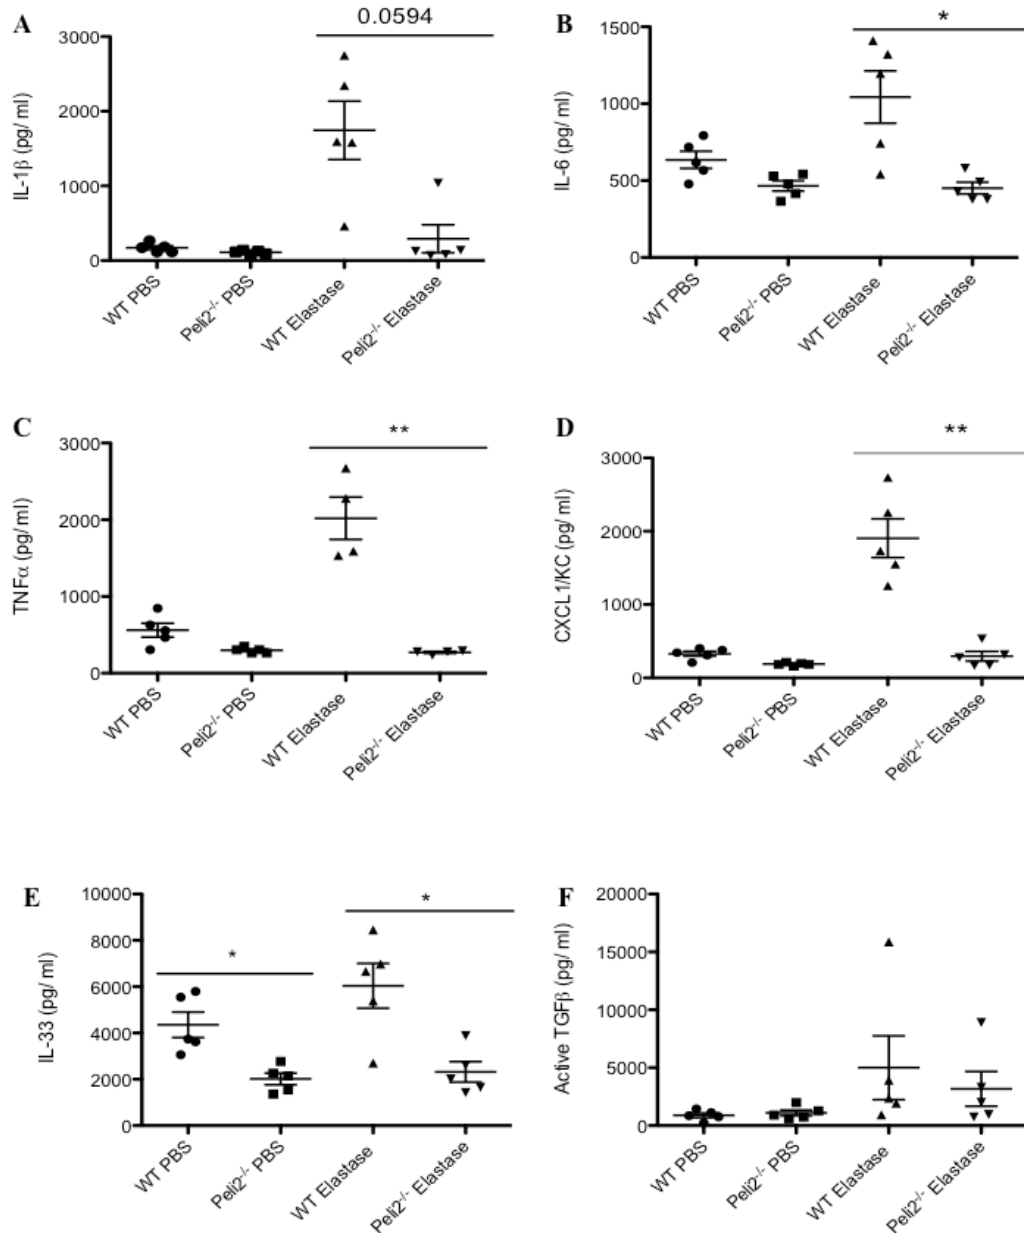 A
0.0594
IL-1β (pg/ ml)
3000
2000
1000
0
WT PBS
Peli2⁻/⁻ PBS
WT Elastase
Peli2⁻/⁻ Elastase
B
*
IL-6 (pg/ ml)
1500
1000
500
0
WT PBS
Peli2⁻/⁻ PBS
WT Elastase
Peli2⁻/⁻ Elastase
C
**
TNFα (pg/ ml)
3000
2000
1000
0
WT PBS
Peli2⁻/⁻ PBS
WT Elastase
Peli2⁻/⁻ Elastase
D
**
CXCL1/KC (pg/ ml)
3000
2000
1000
0
WT PBS
Peli2⁻/⁻ PBS
WT Elastase
Peli2⁻/⁻ Elastase
E
*
*
IL-33 (pg/ ml)
10000
8000
6000
4000
2000
0
WT PBS
Peli2⁻/⁻ PBS
WT Elastase
Peli2⁻/⁻ Elastase
F
Active TGFβ (pg/ ml)
20000
15000
10000
5000
0
WT PBS
Peli2⁻/⁻ PBS
WT Elastase
Peli2⁻/⁻ Elastase